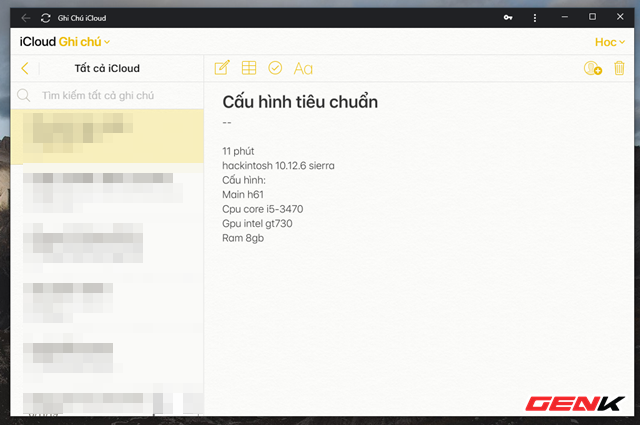 Ghi Chú iCloud
iCloud Ghi chú
Hoc
Tất cả iCloud
Aa
Tìm kiếm tất cả ghi chú
Cấu hình tiêu chuẩn
--
11 phút
hackintosh 10.12.6 sierra
Cấu hình:
Main h61
Cpu core i5-3470
Gpu intel gt730
Ram 8gb
GENK